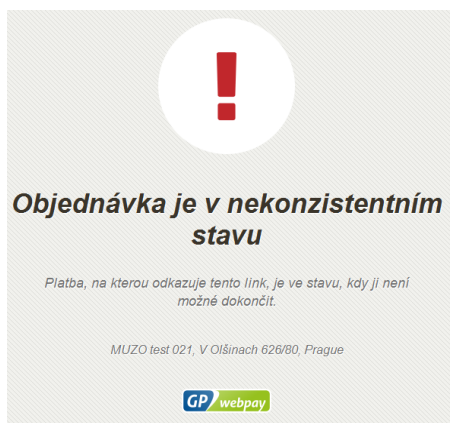 Objednávka je v nekonzistentním
stavu
Platba, na kterou odkazuje tento link, je ve stavu, kdy ji není
možné dokončit.
MUZO test 021, V Olšinach 626/80, Prague
GP webpay